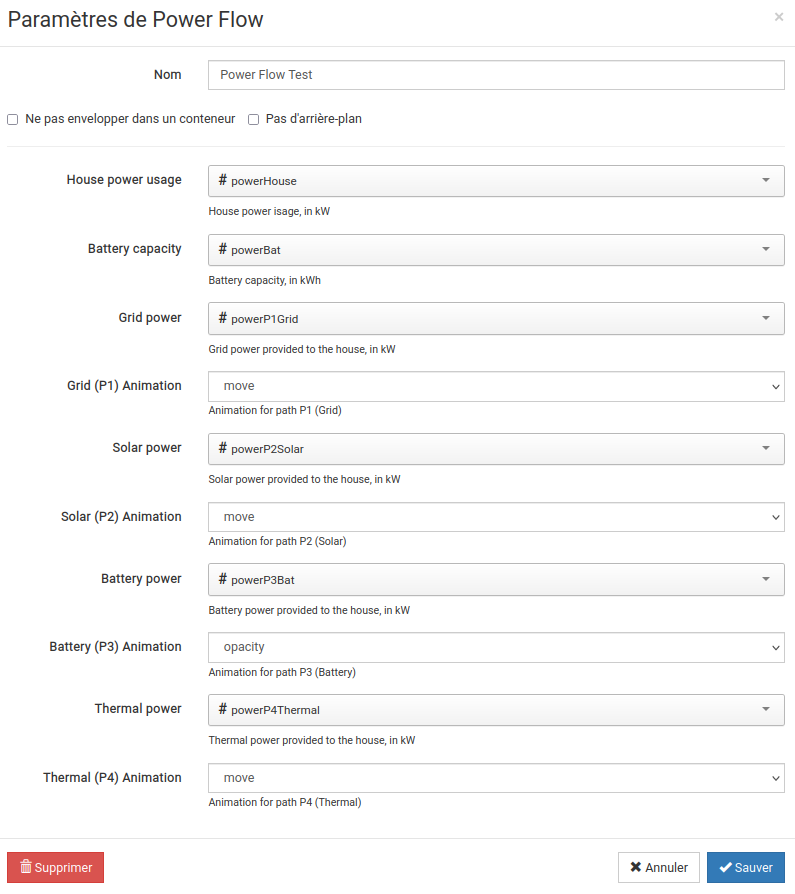 Paramètres de Power Flow
×
Nom
Power Flow Test
Ne pas envelopper dans un conteneur
Pas d'arrière-plan
House power usage
# powerHouse
House power isage, in kW
Battery capacity
# powerBat
Battery capacity, in kWh
Grid power
# powerP1Grid
Grid power provided to the house, in kW
Grid (P1) Animation
move
Animation for path P1 (Grid)
Solar power
# powerP2Solar
Solar power provided to the house, in kW
Solar (P2) Animation
move
Animation for path P2 (Solar)
Battery power
# powerP3Bat
Battery power provided to the house, in kW
Battery (P3) Animation
opacity
Animation for path P3 (Battery)
Thermal power
# powerP4Thermal
Thermal power provided to the house, in kW
Thermal (P4) Animation
move
Animation for path P4 (Thermal)
Supprimer
Annuler
Sauver